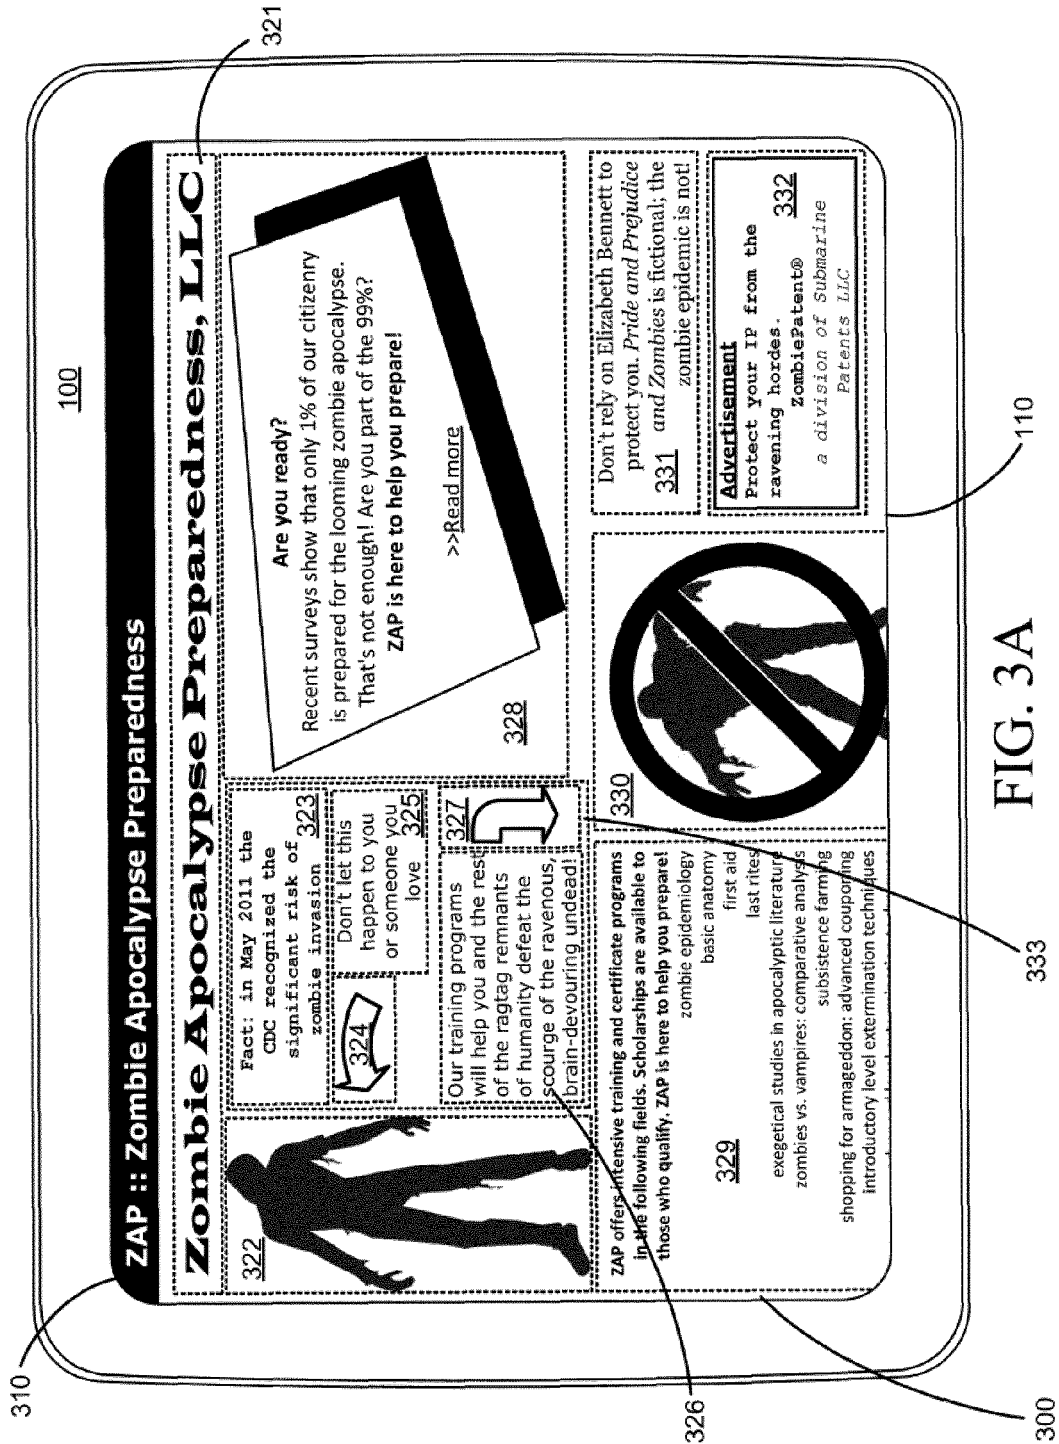 310
100
321
ZAP :: Zombie Apocalypse Preparedness
Zombie Apocalypse Preparedness, LLC
322
Fact: in May 2011 the
CDC recognized the
significant risk of
zombie invasion
323
324
Don't let this
happen to you
or someone you
love
325
Our training programs
will help you and the rest
of the ragtag remnants
of humanity defeat the
scourge of the ravenous,
brain-devouring undead!
327
Are you ready?
Recent surveys show that only 1% of our citizenry
is prepared for the looming zombie apocalypse.
That's not enough! Are you part of the 99%?
ZAP is here to help you prepare!
>>Read more
328
ZAP offers intensive training and certificate programs
in the following fields. Scholarships are available to
those who qualify. ZAP is here to help you prepare!
zombie epidemiology
basic anatomy
first aid
last rites
exegetical studies in apocalyptic literature
zombies vs. vampires: comparative analysis
subsistence farming
shopping for armageddon: advanced couponing
introductory level extermination techniques
329
330
Don't rely on Elizabeth Bennett to
protect you. Pride and Prejudice
and Zombies is fictional; the
zombie epidemic is not!
331
Advertisement
Protect your IP from the
ravening hordes.
ZombiePatent®
a division of Submarine
Patents LLC
332
300
326
333
110
FIG. 3A